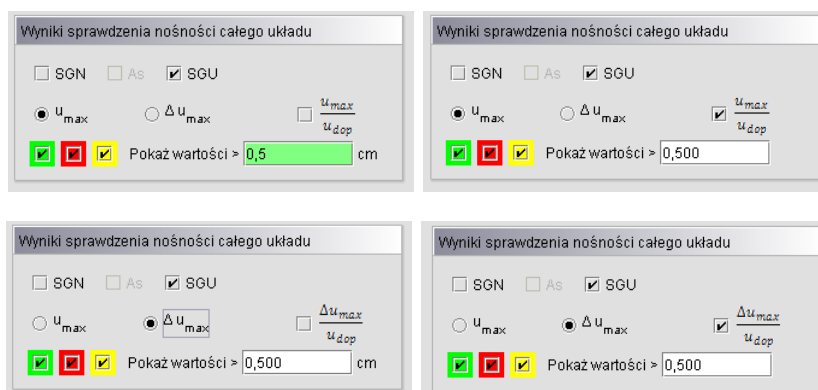 Wyniki sprawdzenia nośności całego układu
SGN As SGU
u max Δ u max u max / u dop
Pokaż wartości > 0,5 cm
Wyniki sprawdzenia nośności całego układu
SGN As SGU
u max Δ u max u max / u dop
Pokaż wartości > 0,500
Wyniki sprawdzenia nośności całego układu
SGN As SGU
u max Δ u max Δu max / u dop
Pokaż wartości > 0,500 cm
Wyniki sprawdzenia nośności całego układu
SGN As SGU
u max Δ u max Δu max / u dop
Pokaż wartości > 0,500